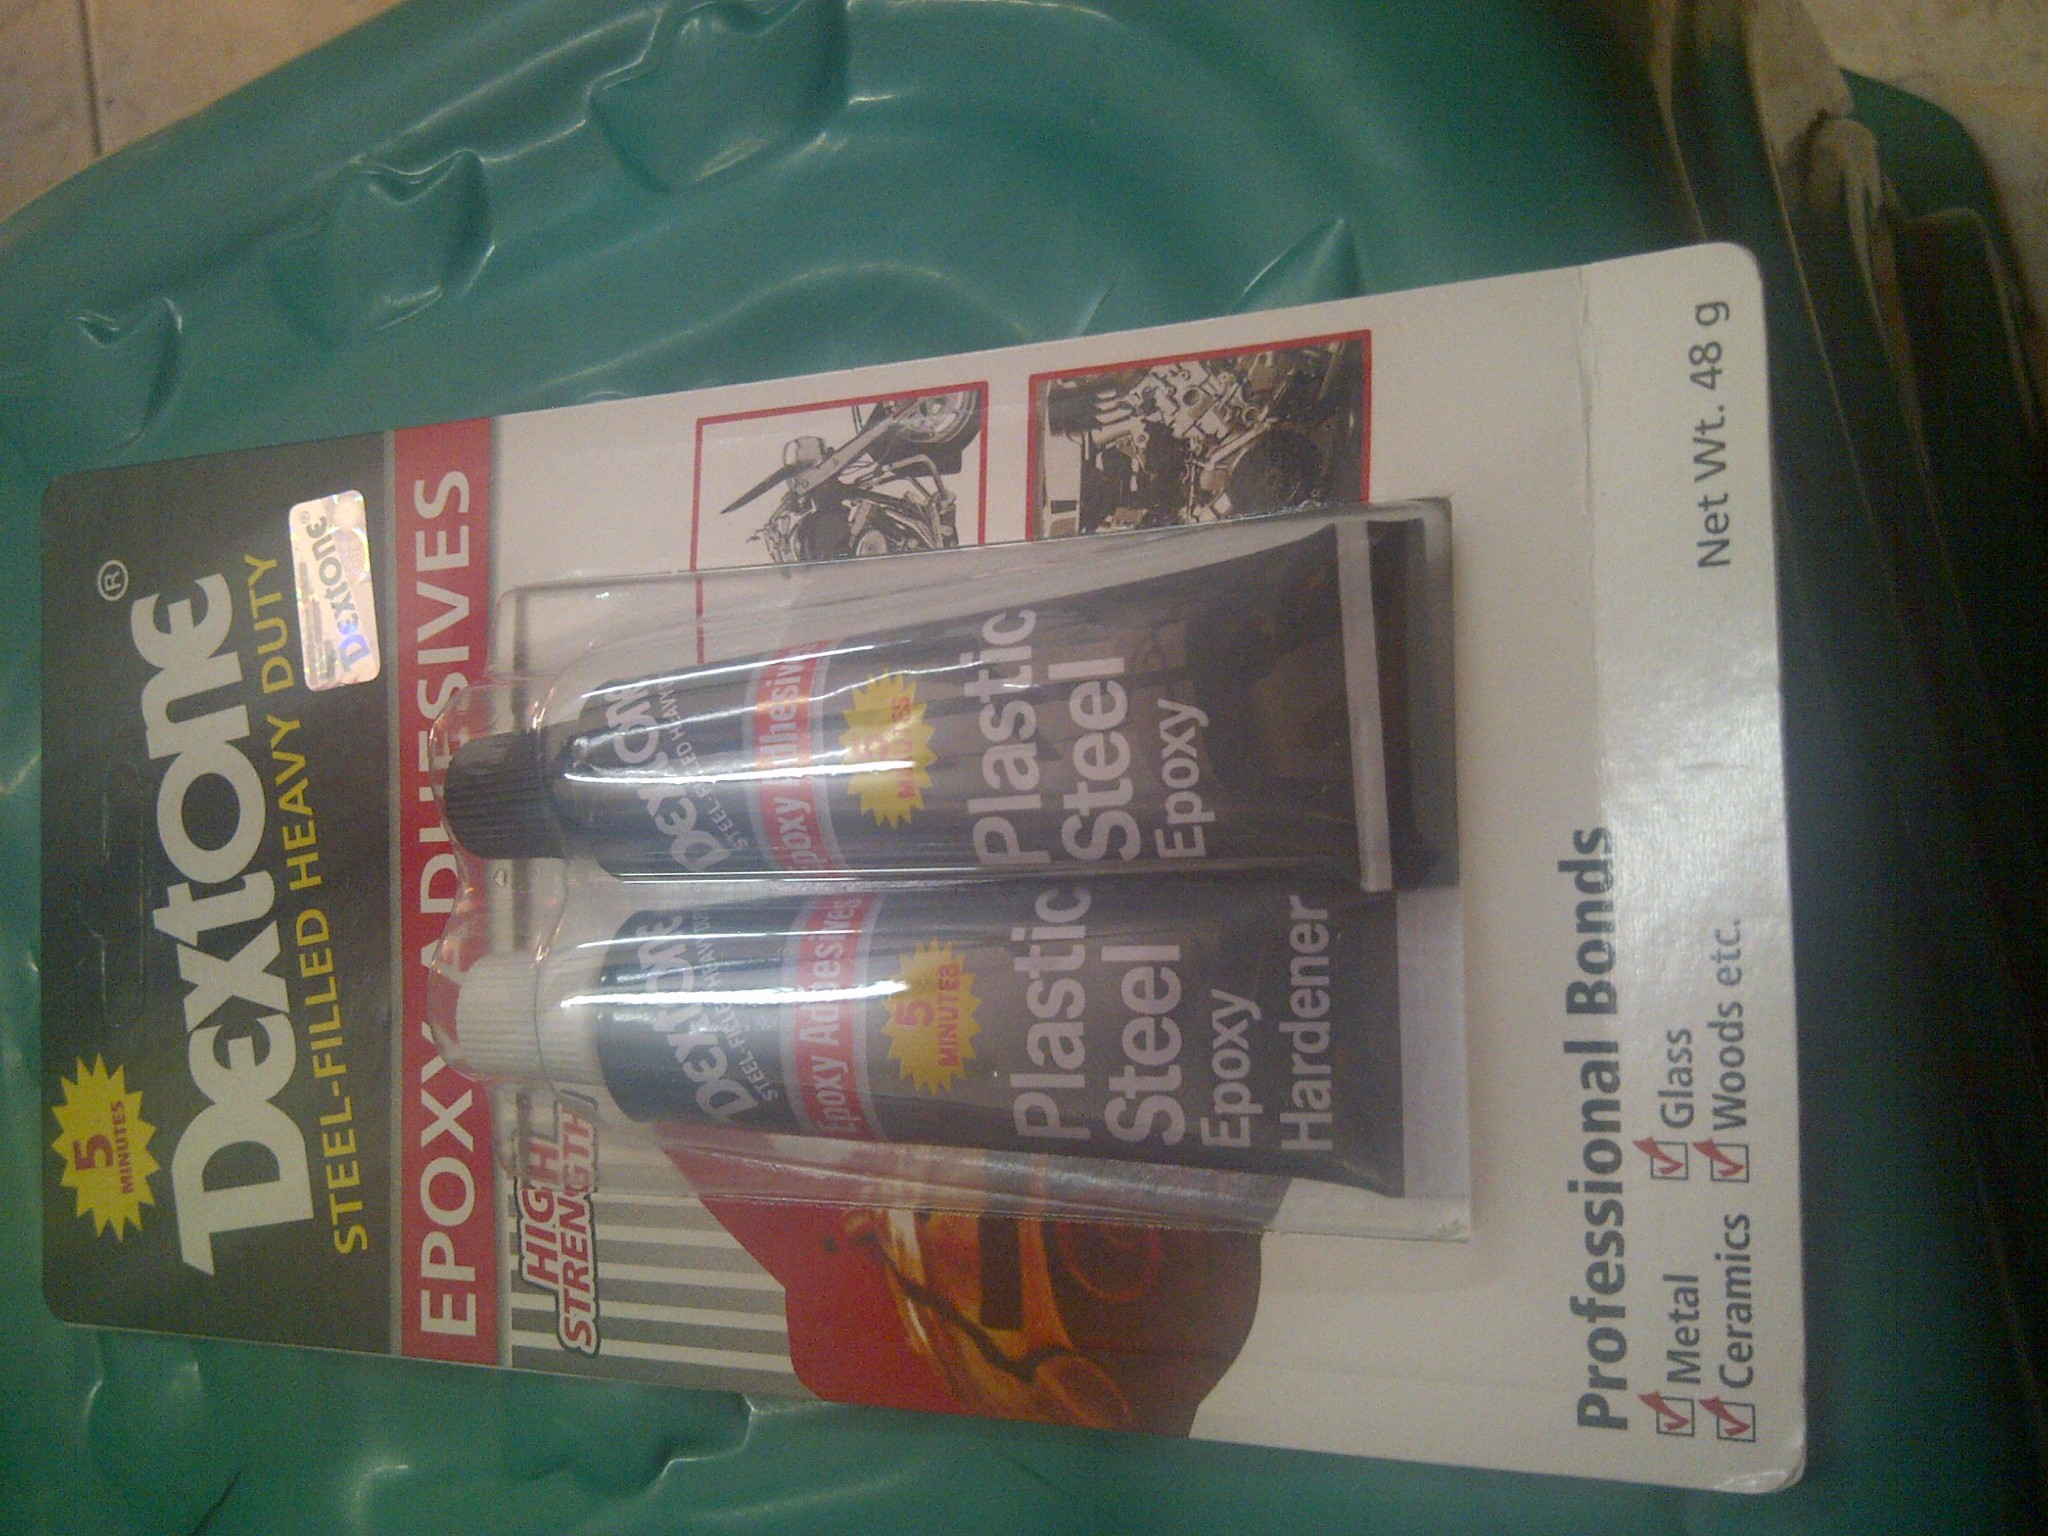 5
MINUTES
Dextone®
STEEL-FILLED HEAVY DUTY
Dextone®
EPOXY ADHESIVES
HIGH
STRENGTH
Dextone
STEEL-FILLED HEAVY DUTY
Epoxy Adhesives
5
MINUTES
Plastic
Steel
Epoxy
Hardener
Dextone
STEEL-FILLED HEAVY
Epoxy Adhesives
5
MINUTES
Plastic
Steel
Epoxy
Professional Bonds
Metal Glass
Ceramics Woods etc.
Net Wt. 48 g